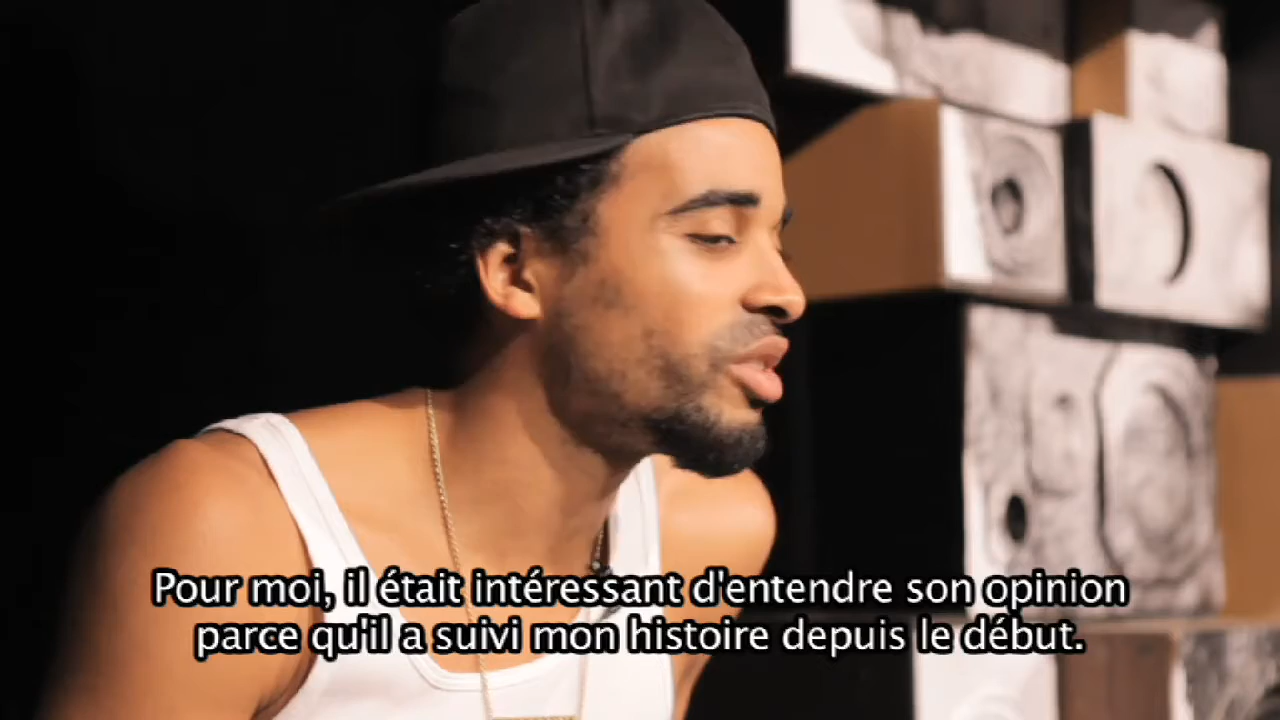 Pour moi, il était intéressant d'entendre son opinion
parce qu'il a suivi mon histoire depuis le début.